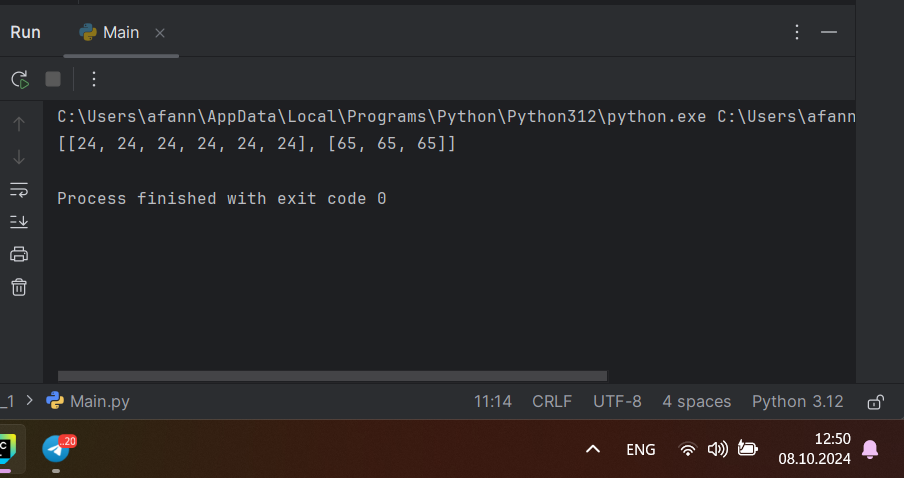 Run Main
C:\Users\afann\AppData\Local\Programs\Python\Python312\python.exe C:\Users\afann
[[24, 24, 24, 24, 24, 24], [65, 65, 65]]
Process finished with exit code 0
_1 > Main.py 11:14 CRLF UTF-8 4 spaces Python 3.12
C
..20
ENG
12:50
08.10.2024